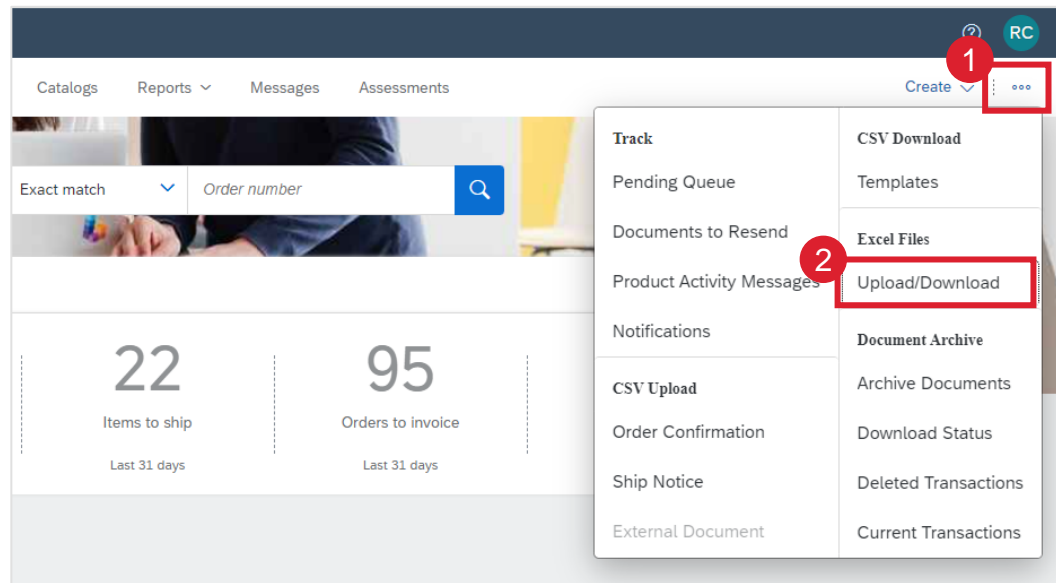 RC
1
Catalogs Reports Messages Assessments Create
Exact match Order number
2
Track
Pending Queue
Documents to Resend
Product Activity Messages
Notifications
CSV Upload
Order Confirmation
Ship Notice
External Document
CSV Download
Templates
Excel Files
Upload/Download
Document Archive
Archive Documents
Download Status
Deleted Transactions
Current Transactions
22
Items to ship
Last 31 days
95
Orders to invoice
Last 31 days